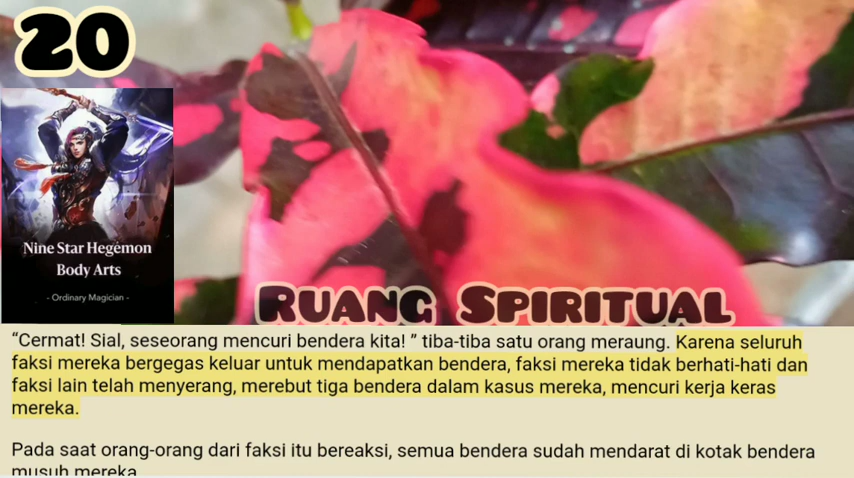 20
Nine Star Hegemon
Body Arts
- Ordinary Magician -
RUANG SPIRITUAL
“Cermat! Sial, seseorang mencuri bendera kita! ” tiba-tiba satu orang meraung. Karena seluruh
faksi mereka bergegas keluar untuk mendapatkan bendera, faksi mereka tidak berhati-hati dan
faksi lain telah menyerang, merebut tiga bendera dalam kasus mereka, mencuri kerja keras
mereka.
Pada saat orang-orang dari faksi itu bereaksi, semua bendera sudah mendarat di kotak bendera
musuh mereka